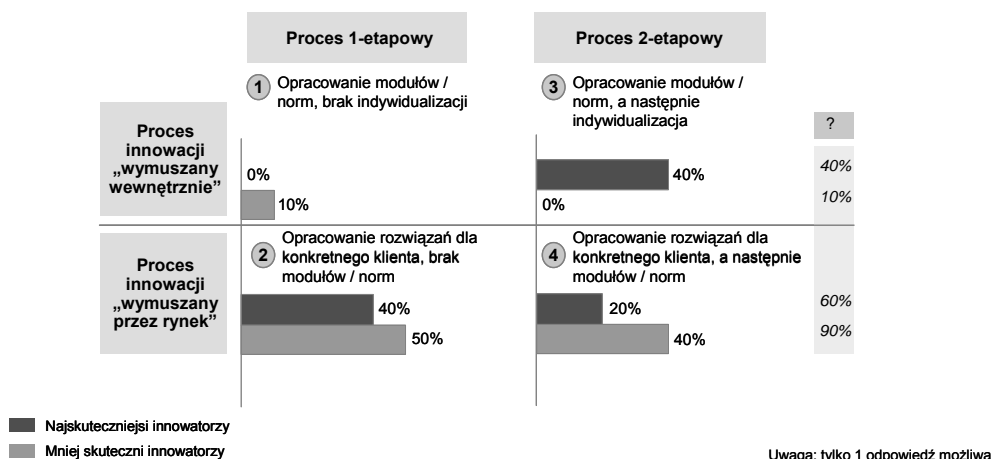 Proces 1-etapowy
Proces 2-etapowy
1
Opracowanie modułów /
norm, brak indywidualizacji
3
Opracowanie modułów /
norm, a następnie
indywidualizacja
?
Proces
innowacji
„wymuszany
wewnętrznie”
0%
10%
40%
0%
40%
10%
Proces
innowacji
„wymuszany
przez rynek”
2
Opracowanie rozwiązań dla
konkretnego klienta, brak
modułów / norm
40%
50%
4
Opracowanie rozwiązań dla
konkretnego klienta, a następnie
modułów / norm
20%
40%
60%
90%
Najskuteczniejsi innowatorzy
Mniej skuteczni innowatorzy
Uwaga: tylko 1 odpowiedź możliwa